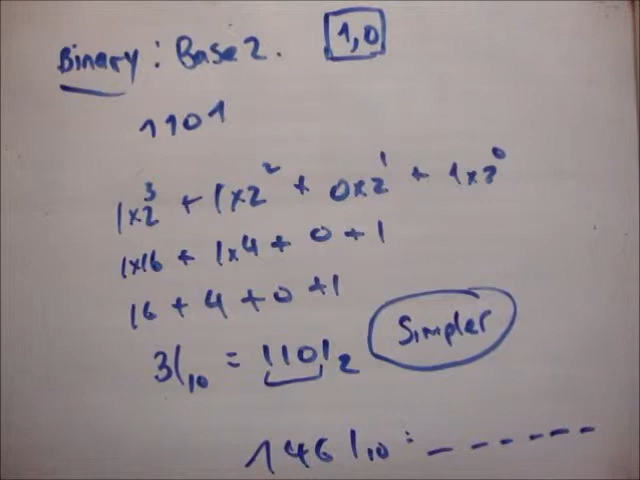 Binary : Base 2. 1,0
1101
1x2³ + 1x2² + 0x2¹ + 1x2⁰
1x16 + 1x4 + 0 + 1
16 + 4 + 0 + 1
31₁₀ = 1101₂ Simpler
1461₁₀ : _ _ _ _ _ _